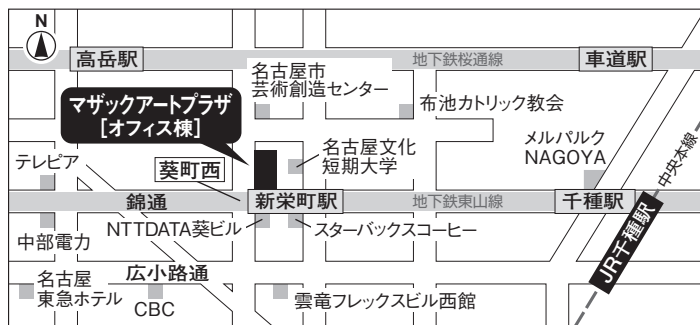 N
高岳駅
地下鉄桜通線
車道駅
名古屋市
芸術創造センター
マザックアートプラザ
[オフィス棟]
布池カトリック教会
テレピア
葵町西
名古屋文化
短期大学
メルパルク
NAGOYA
中央本線
錦通
新栄町駅
地下鉄東山線
千種駅
JR千種駅
中部電力
NTTDATA葵ビル
スターバックスコーヒー
広小路通
名古屋
東急ホテル
CBC
雲竜フレックスビル西館